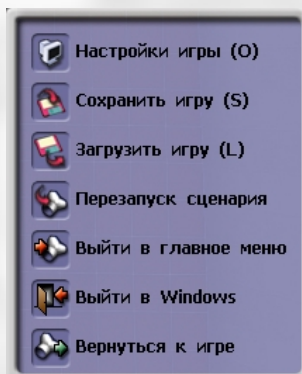 Настройки игры (O)
Сохранить игру (S)
Загрузить игру (L)
Перезапуск сценария
Выйти в главное меню
Выйти в Windows
Вернуться к игре